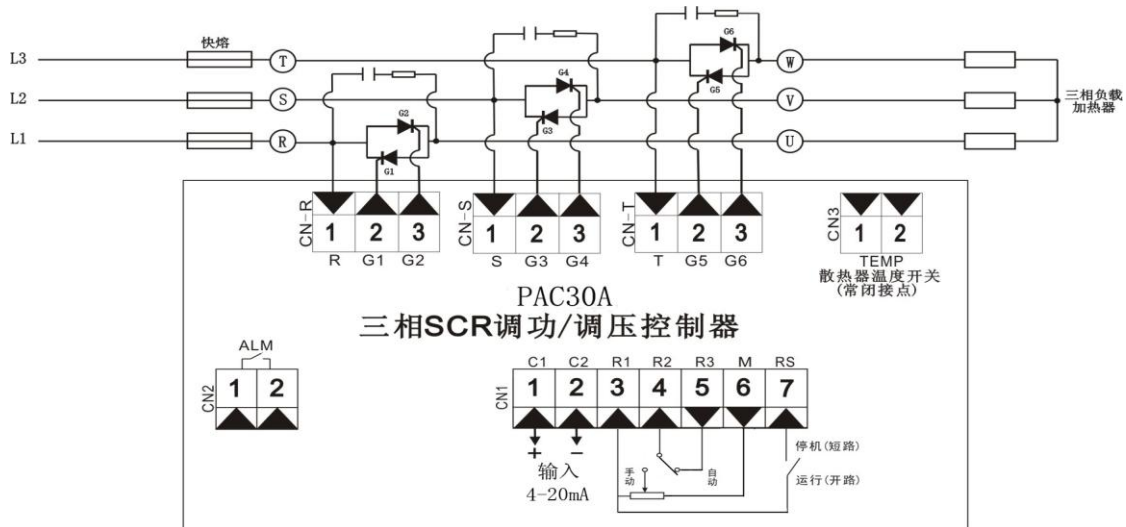 L3
快熔
T
G6
G5
W
L2
S
G4
G3
V
三相负载
加热器
L1
R
G2
G1
U
CN-R
1 2 3
R G1 G2
CN-S
1 2 3
S G3 G4
CN-T
1 2 3
T G5 G6
CN3
1 2
TEMP
散热器温度开关
(常闭接点)
PAC30A
三相SCR调功/调压控制器
ALM
CN2
1 2
C1 C2 R1 R2 R3 M RS
CN1
1 2 3 4 5 6 7
+ −
输入
4-20mA
手动
自动
停机(短路)
运行(开路)